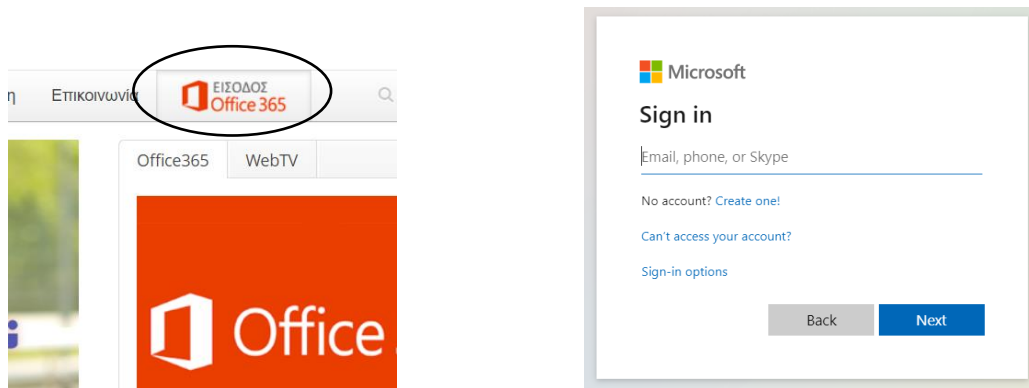 η Επικοινωνία
ΕΙΣΟΔΟΣ
Office 365
Office365 WebTV
Office
Microsoft
Sign in
Email, phone, or Skype
No account? Create one!
Can't access your account?
Sign-in options
Back Next